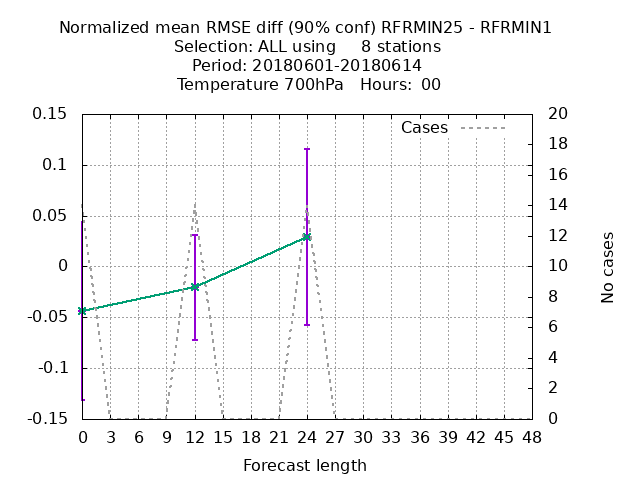 Normalized mean RMSE diff (90% conf) RFRMIN25 - RFRMIN1
Selection: ALL using     8 stations
Period: 20180601-20180614
Temperature 700hPa   Hours:  00
0.15
0.1
0.05
0
-0.05
-0.1
-0.15
Cases
20
18
16
14
12
10
8
6
4
2
0
No cases
0 3 6 9 12 15 18 21 24 27 30 33 36 39 42 45 48
Forecast length